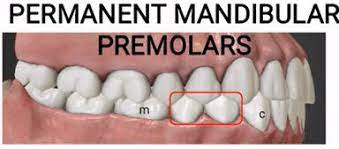 PERMANENT MANDIBULAR
PREMOLARS
m
c